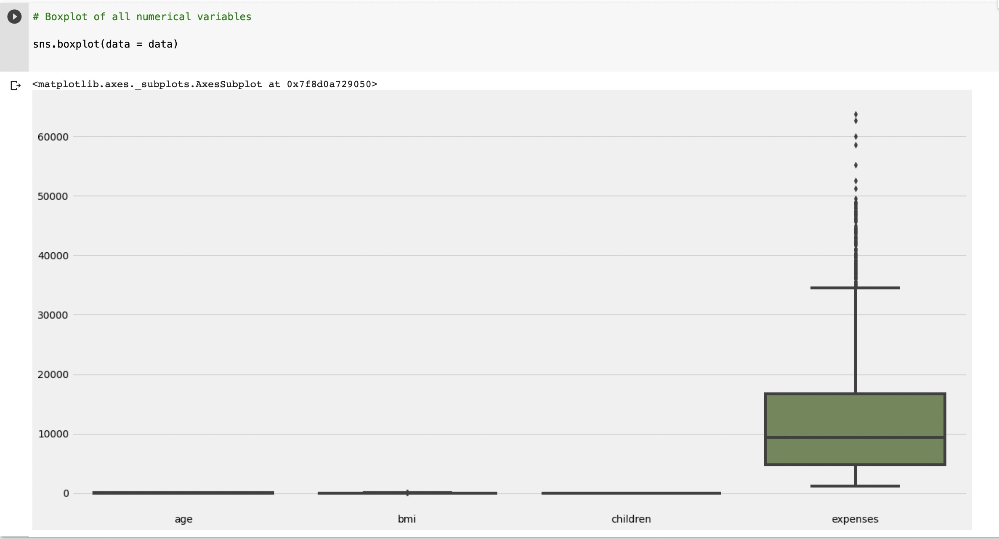 # Boxplot of all numerical variables
sns.boxplot(data = data)
<matplotlib.axes._subplots.AxesSubplot at 0x7f8d0a729050>
60000
50000
40000
30000
20000
10000
0
age bmi children expenses